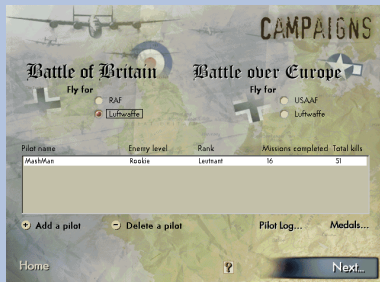 CAMPAIGNS
Battle of Britain
Fly for
RAF
Luftwaffe
Battle over Europe
Fly for
USAAF
Luftwaffe
Pilot name Enemy level Rank Missions completed Total kills
MashMan Rookie Leutnant 16 51
+ Add a pilot - Delete a pilot Pilot Log... Medals...
Home ? Next...